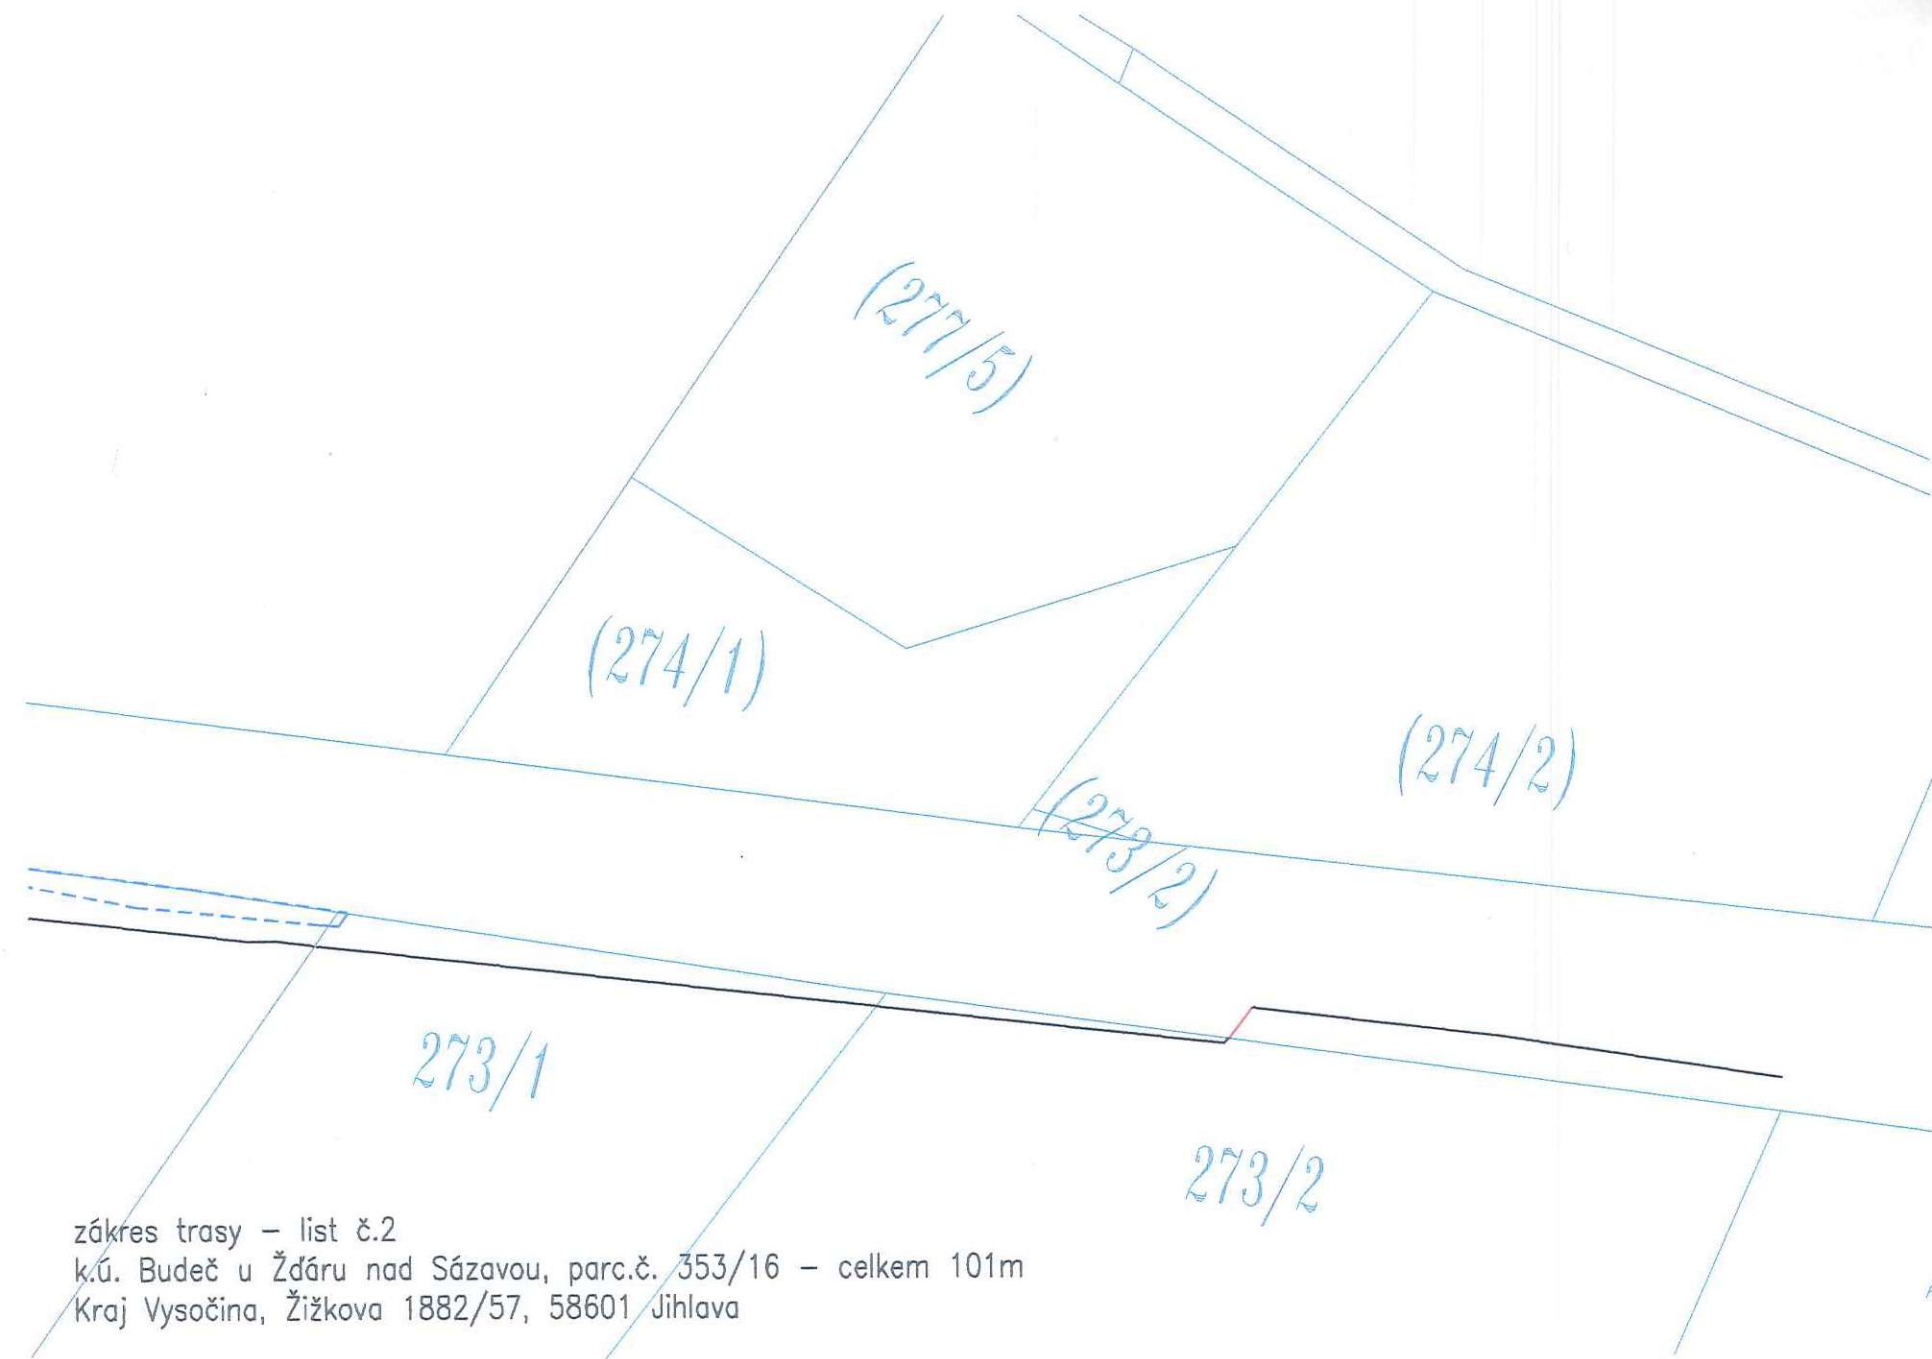 (277/5)
(274/1)
(274/2)
(273/2)
273/1
273/2
zákres trasy – list č.2
k.ú. Budeč u Žďáru nad Sázavou, parc.č. 353/16 – celkem 101m
Kraj Vysočina, Žižkova 1882/57, 58601 Jihlava